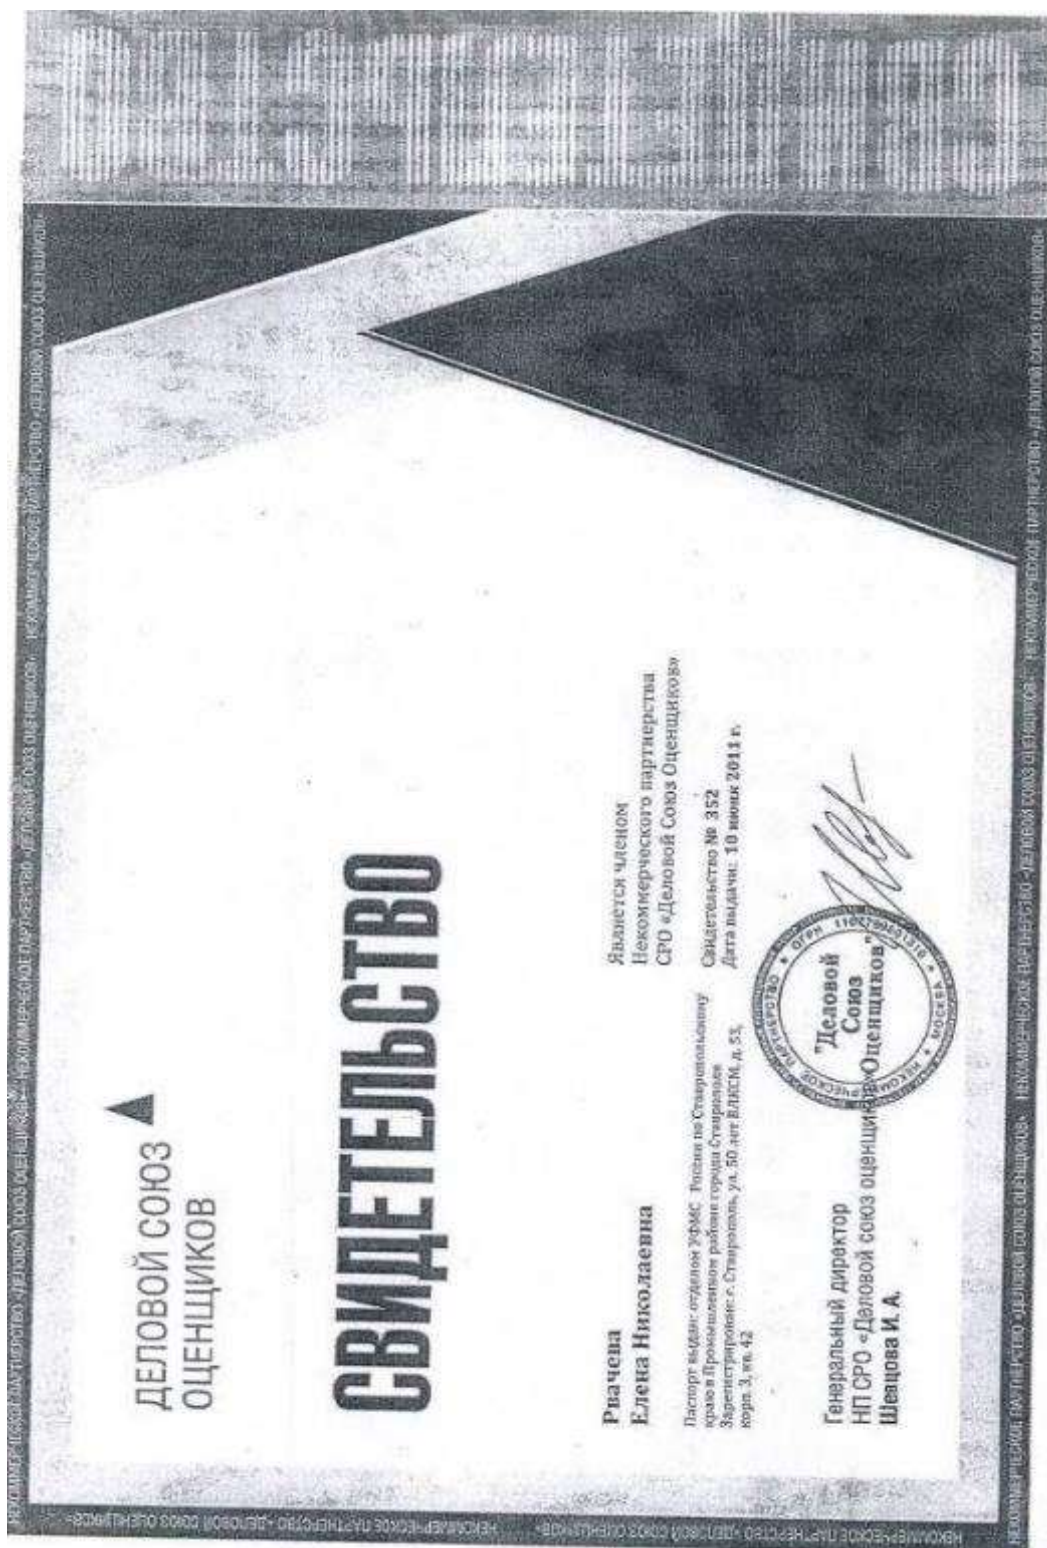 ДЕЛОВОЙ СОЮЗ
ОЦЕНЩИКОВ
СВИДЕТЕЛЬСТВО
Рвачева
Елена Николаевна
Паспорт выдан: отделом УФМС России по Ставропольскому
краю в Промышленном районе города Ставрополя
Зарегистрирован: г. Ставрополь, ул. 50 лет ВЛКСМ, д. 53,
корп. 3, кв. 42
Является членом
Некоммерческого партнерства
СРО «Деловой Союз Оценщиков»
Свидетельство № 352
Дата выдачи: 10 июня 2011 г.
Генеральный директор
НП СРО «Деловой союз оценщиков»
Шевцова И. А.
"Деловой
Союз
Оценщиков"
НЕКОММЕРЧЕСКОЕ ПАРТНЕРСТВО ★ ОГРН
★ МОСКВА ★
НЕКОММЕРЧЕСКОЕ ПАРТНЕРСТВО «ДЕЛОВОЙ СОЮЗ ОЦЕНЩИКОВ»